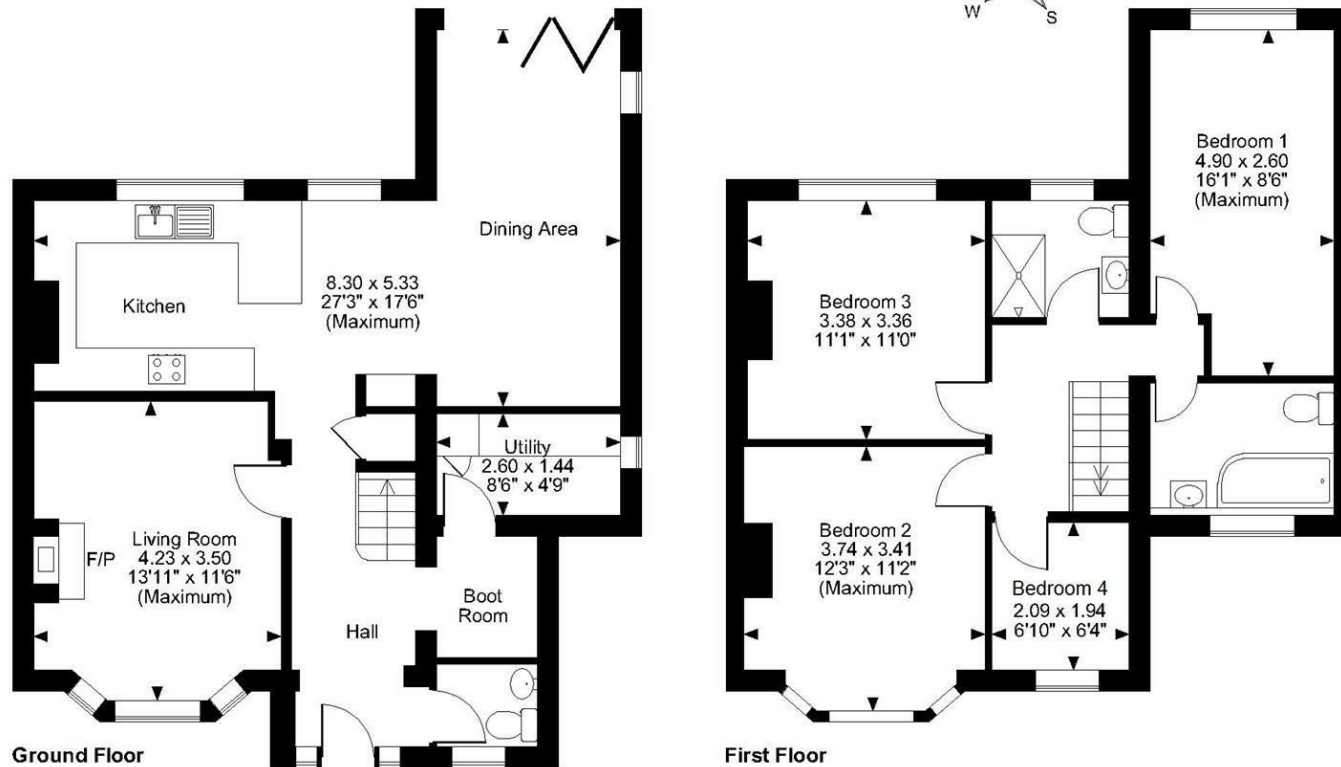 W
S
Dining Area
8.30 x 5.33
27'3" x 17'6"
(Maximum)
Kitchen
Utility
2.60 x 1.44
8'6" x 4'9"
Living Room
4.23 x 3.50
13'11" x 11'6"
(Maximum)
F/P
Boot
Room
Hall
Ground Floor
Bedroom 1
4.90 x 2.60
16'1" x 8'6"
(Maximum)
Bedroom 3
3.38 x 3.36
11'1" x 11'0"
Bedroom 2
3.74 x 3.41
12'3" x 11'2"
(Maximum)
Bedroom 4
2.09 x 1.94
6'10" x 6'4"
First Floor